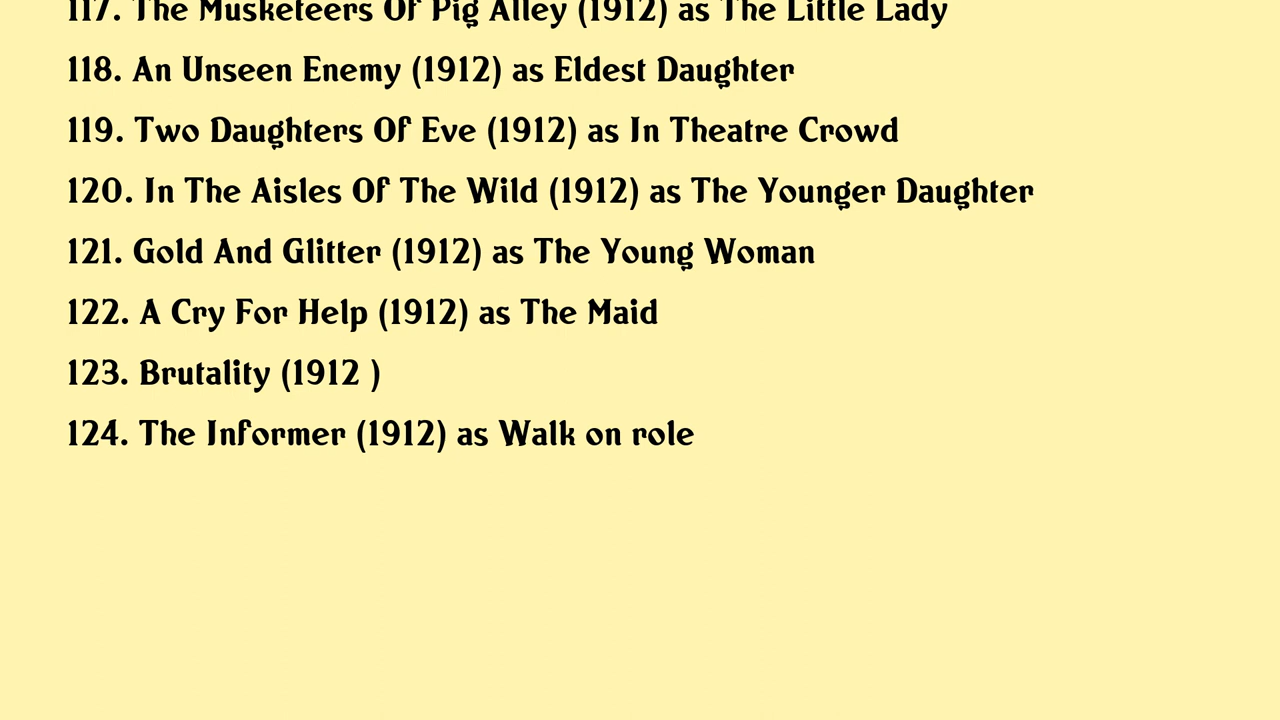 117. The Musketeers Of Pig Alley (1912) as The Little Lady
118. An Unseen Enemy (1912) as Eldest Daughter
119. Two Daughters Of Eve (1912) as In Theatre Crowd
120. In The Aisles Of The Wild (1912) as The Younger Daughter
121. Gold And Glitter (1912) as The Young Woman
122. A Cry For Help (1912) as The Maid
123. Brutality (1912 )
124. The Informer (1912) as Walk on role